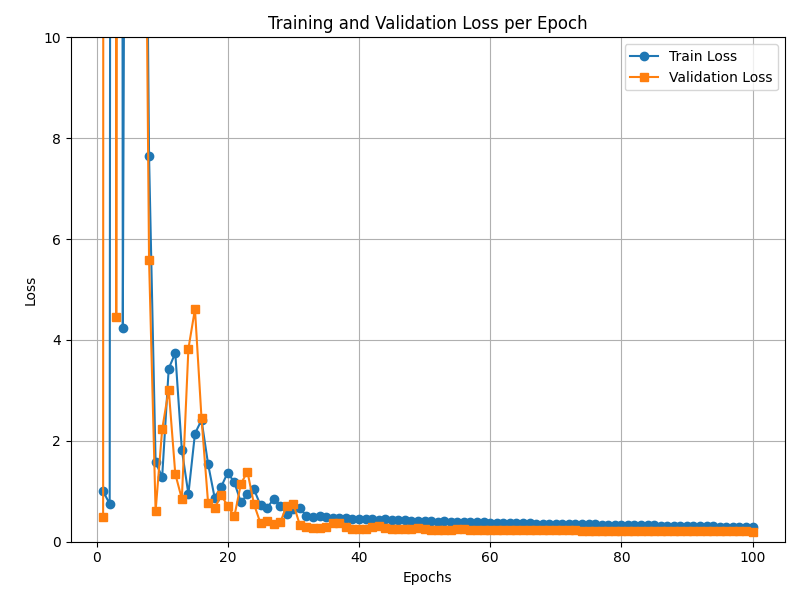 Training and Validation Loss per Epoch
Train Loss
Validation Loss
Loss
10
8
6
4
2
0
0 20 40 60 80 100
Epochs